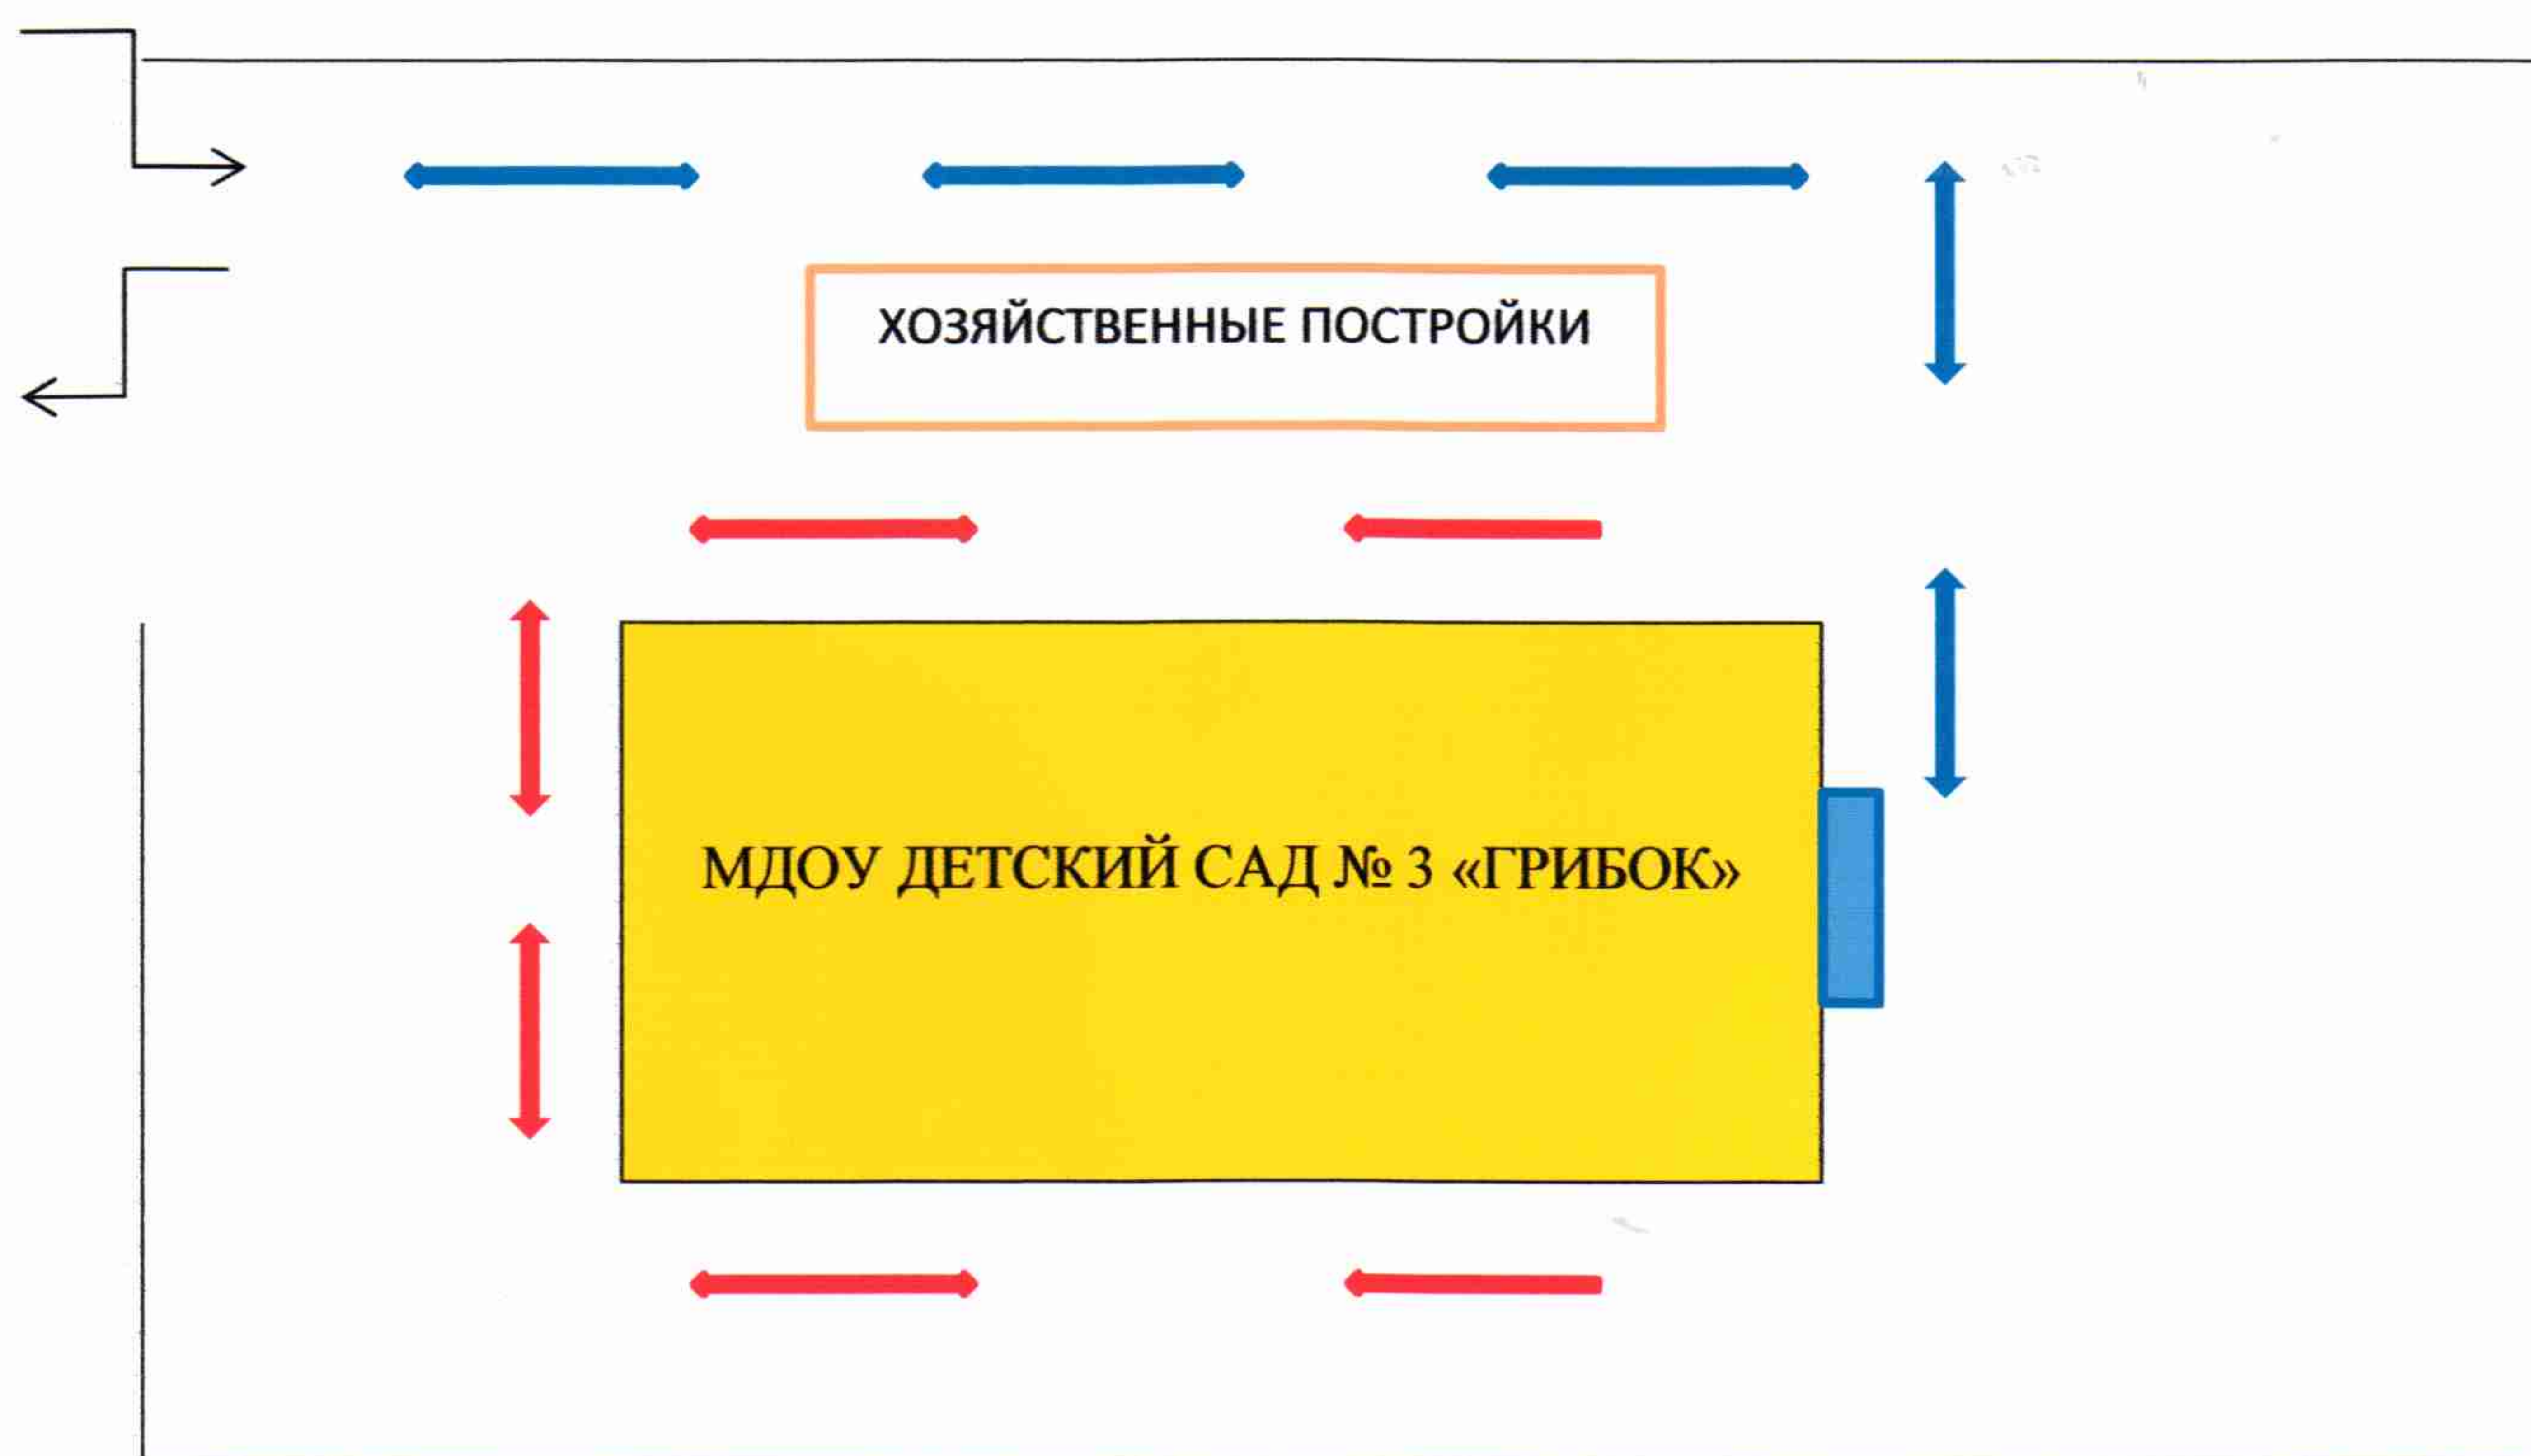 ХОЗЯЙСТВЕННЫЕ ПОСТРОЙКИ
МДОУ ДЕТСКИЙ САД № 3 «ГРИБОК»